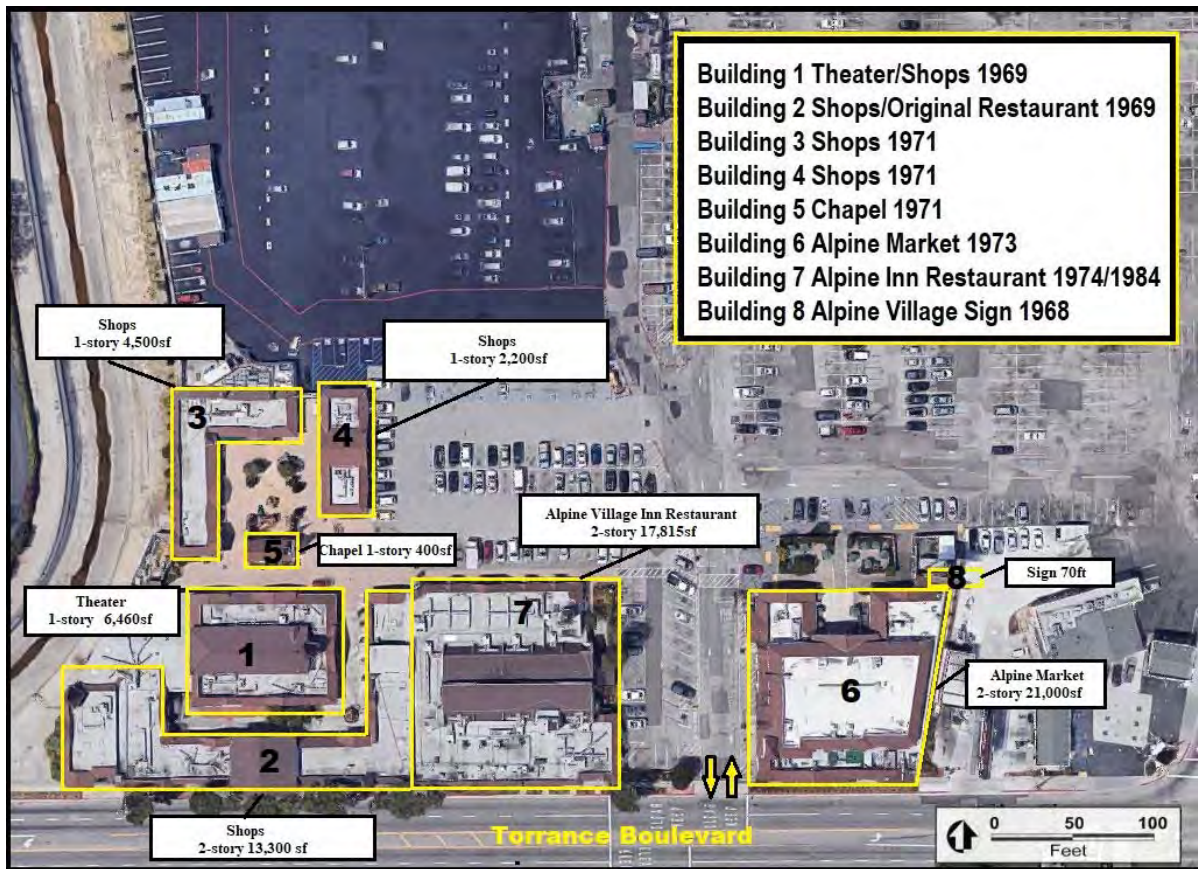 Building 1 Theater/Shops 1969
Building 2 Shops/Original Restaurant 1969
Building 3 Shops 1971
Building 4 Shops 1971
Building 5 Chapel 1971
Building 6 Alpine Market 1973
Building 7 Alpine Inn Restaurant 1974/1984
Building 8 Alpine Village Sign 1968
Shops
1-story 4,500sf
Shops
1-story 2,200sf
3
4
Alpine Village Inn Restaurant
2-story 17,815sf
5
Chapel 1-story 400sf
8
Sign 70ft
Theater
1-story 6,460sf
7
1
6
Alpine Market
2-story 21,000sf
2
Shops
2-story 13,300 sf
Torrance Boulevard
0 50 100
Feet
KEEP
CLEAR